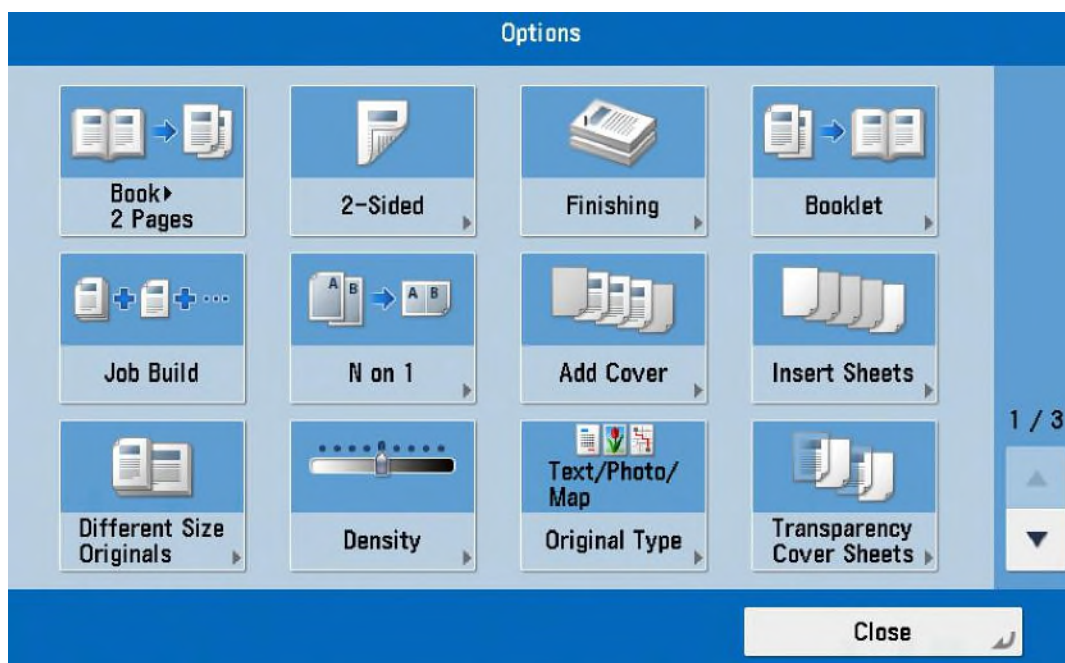 Options
Book▸
2 Pages
2-Sided
Finishing
Booklet
Job Build
A B A B
N on 1
Add Cover
Insert Sheets
1 / 3
Different Size
Originals
Density
Text/Photo/
Map
Original Type
Transparency
Cover Sheets
Close